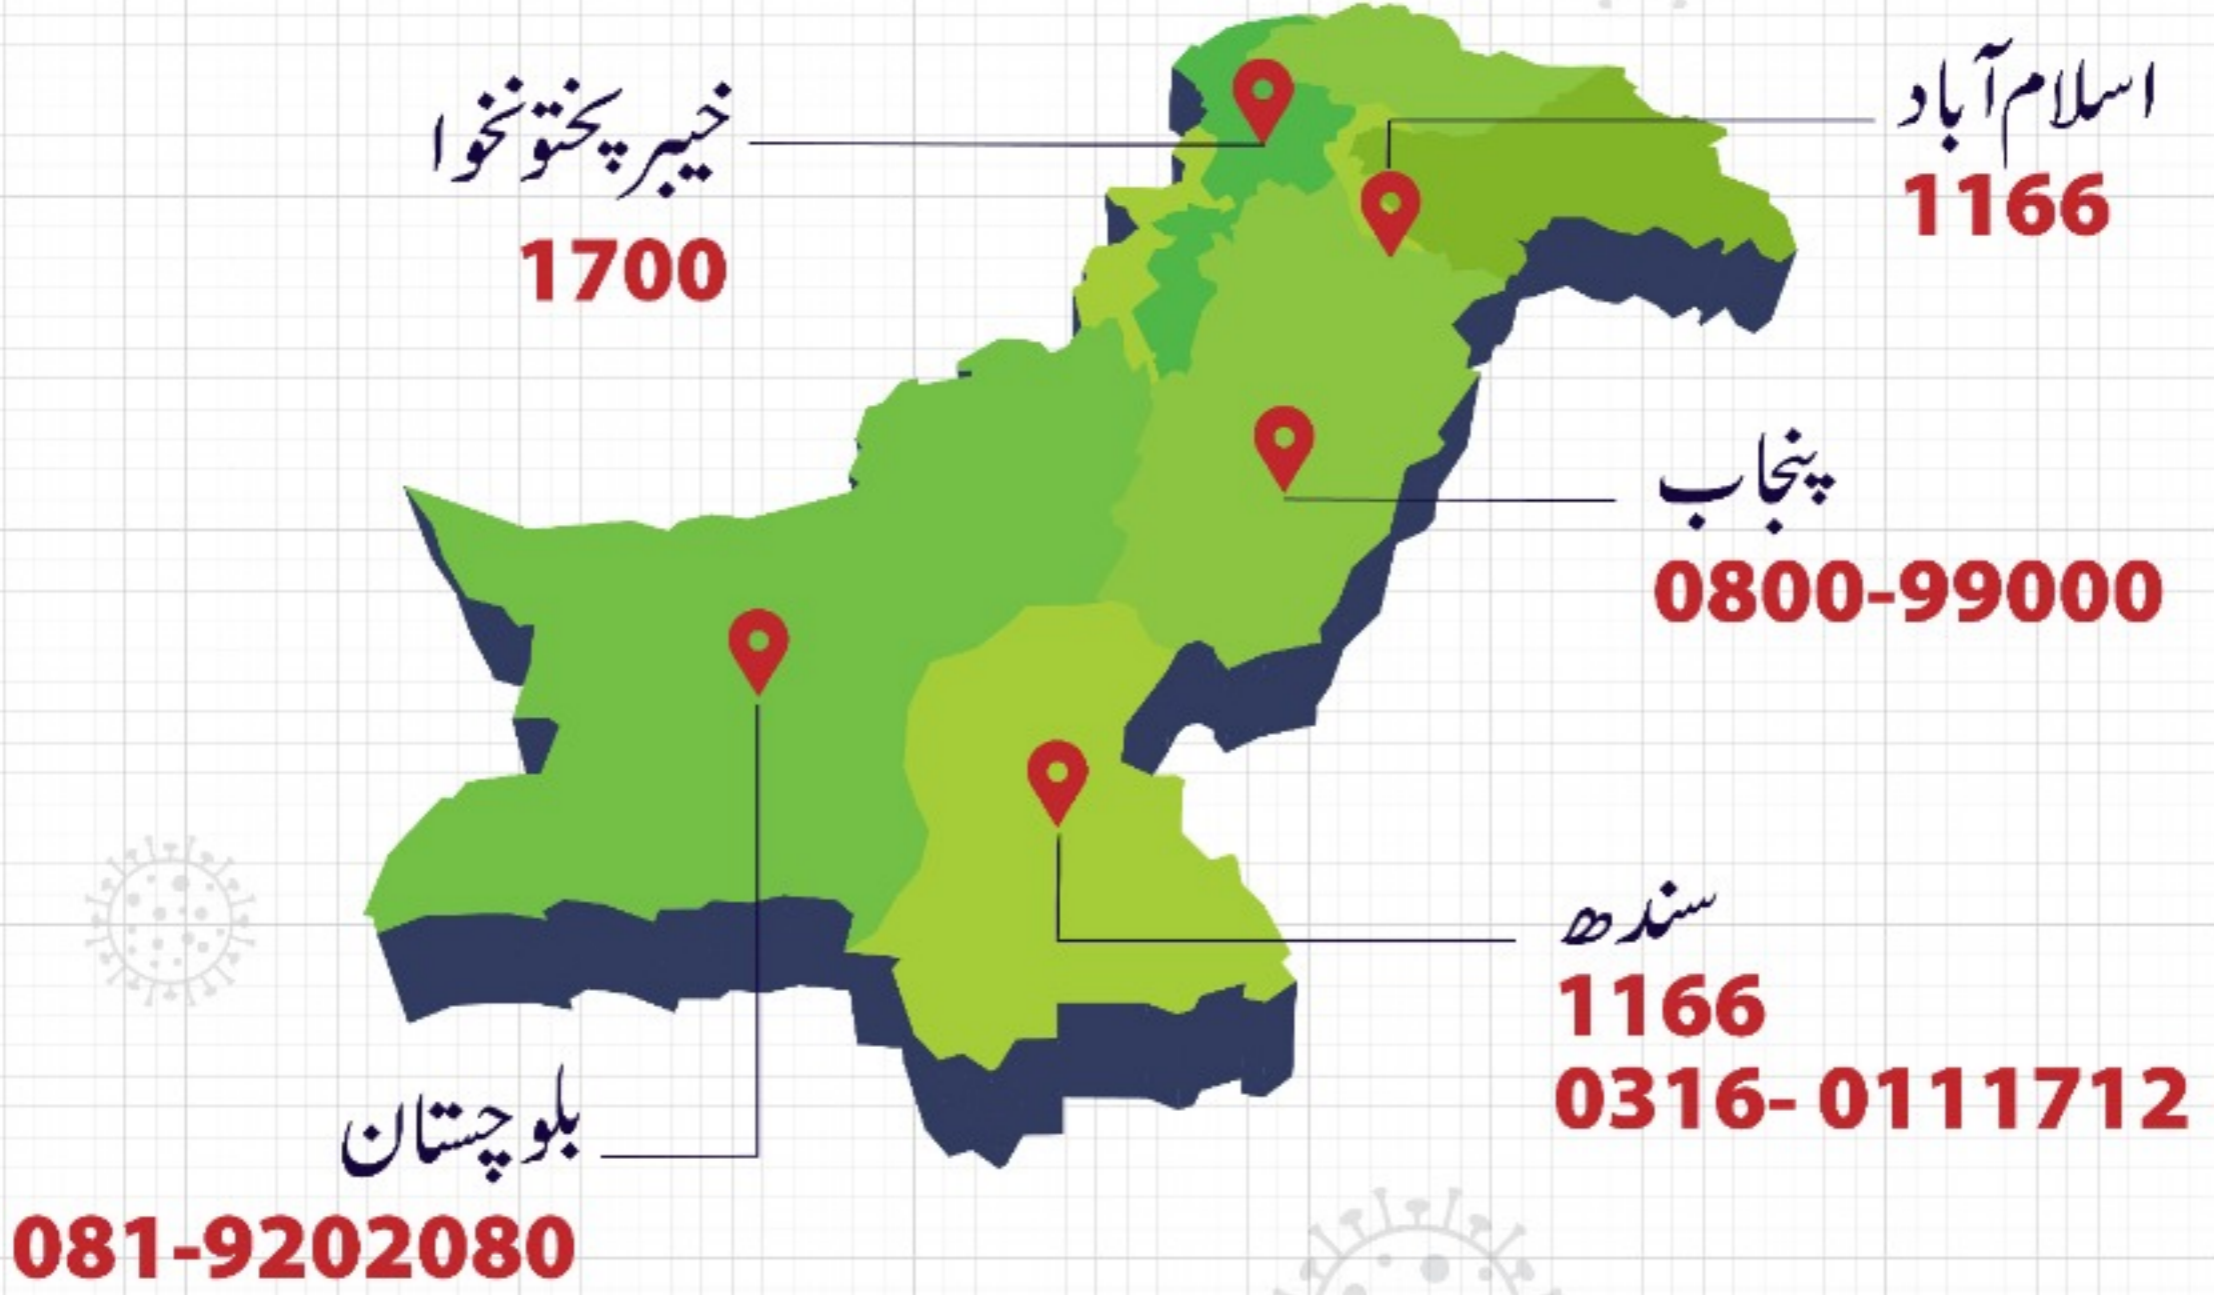 خیبر پختونخوا
1700
اسلام آباد
1166
پنجاب
0800-99000
سندھ
1166
0316- 0111712
بلوچستان
081-9202080